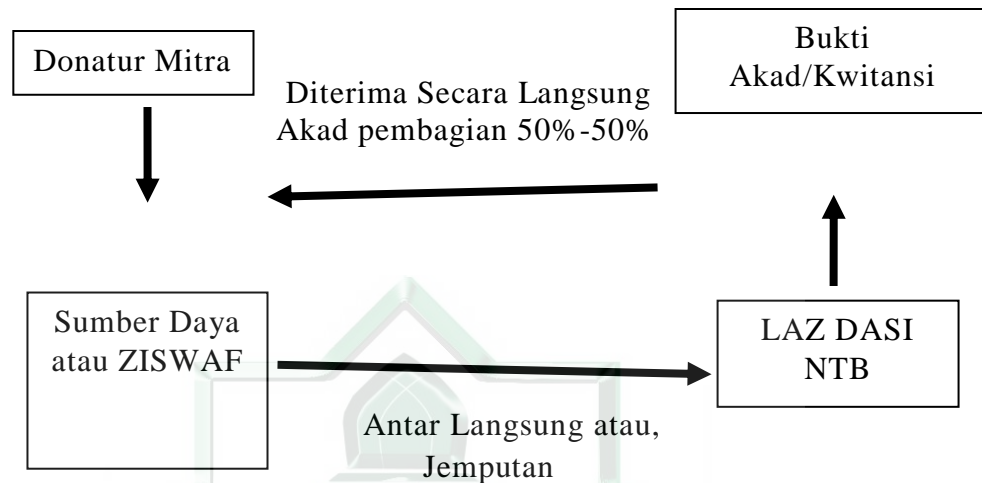 Donatur Mitra
Bukti
Akad/Kwitansi
Diterima Secara Langsung
Akad pembagian 50%-50%
Sumber Daya
atau ZISWAF
LAZ DASI
NTB
Antar Langsung atau,
Jemputan